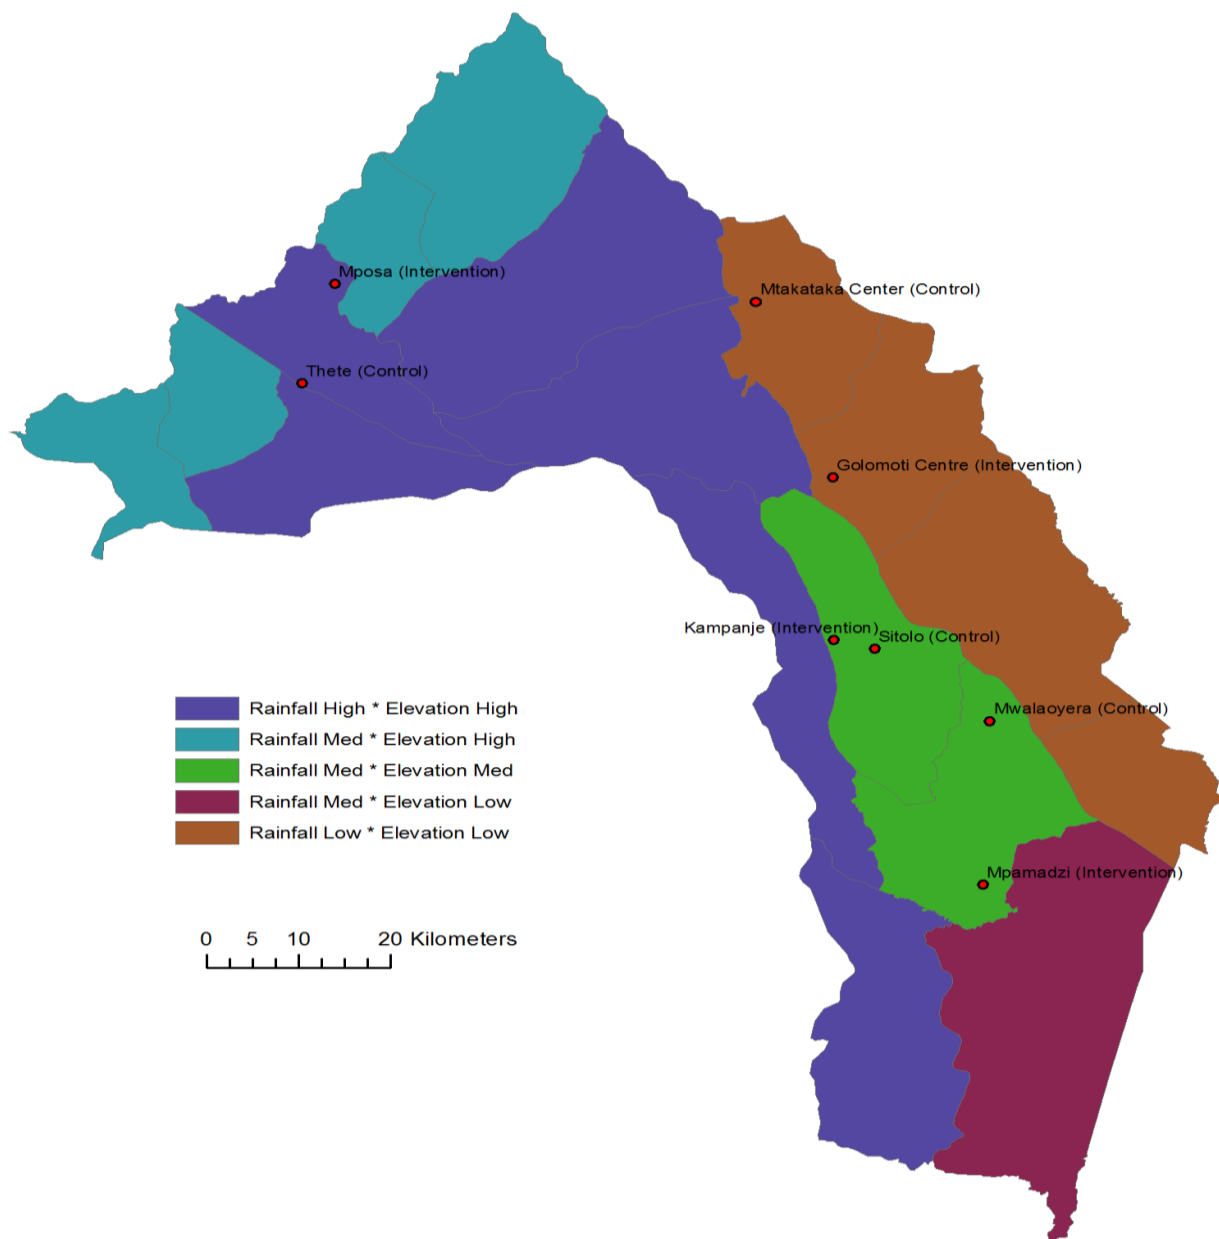 Mposa (Intervention)
Mtakataka Center (Control)
Thete (Control)
Golomoti Centre (Intervention)
Kampanje (Intervention)
Sitolo (Control)
Mwalaoyera (Control)
Mpamadzi (Intervention)
Rainfall High * Elevation High
Rainfall Med * Elevation High
Rainfall Med * Elevation Med
Rainfall Med * Elevation Low
Rainfall Low * Elevation Low
0 5 10 20 Kilometers